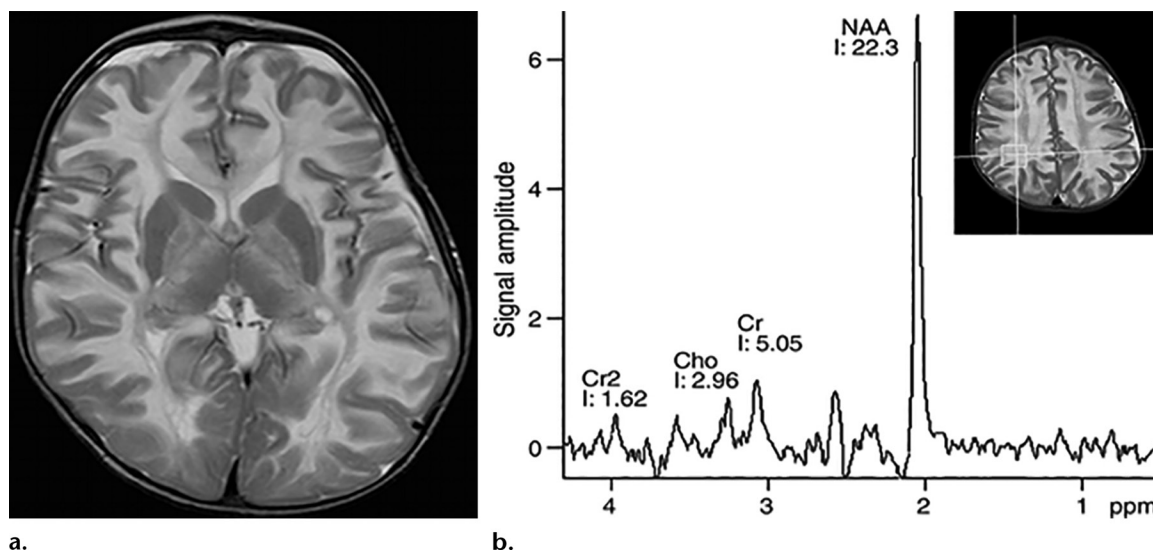 NAA
I: 22.3
6
4
Signal amplitude
2
Cr
I: 5.05
Cho
I: 2.96
Cr2
I: 1.62
0
4 3 2 1 ppm
a. b.